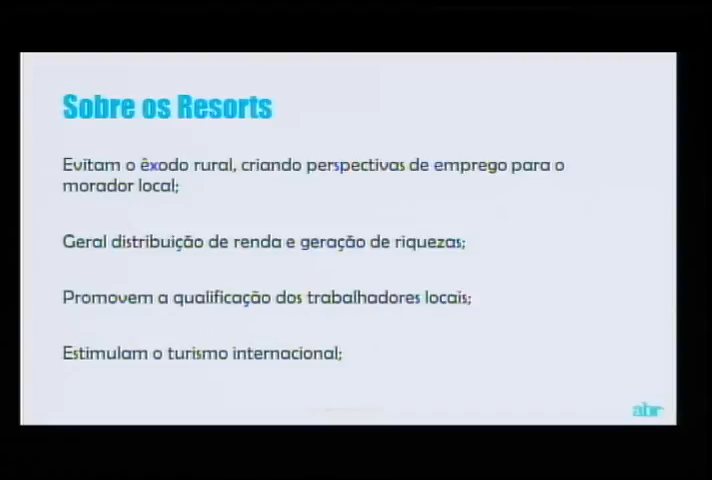 Sobre os Resorts
Evitam o êxodo rural, criando perspectivas de emprego para o
morador local;
Geral distribuição de renda e geração de riquezas;
Promovem a qualificação dos trabalhadores locais;
Estimulam o turismo internacional;
abr